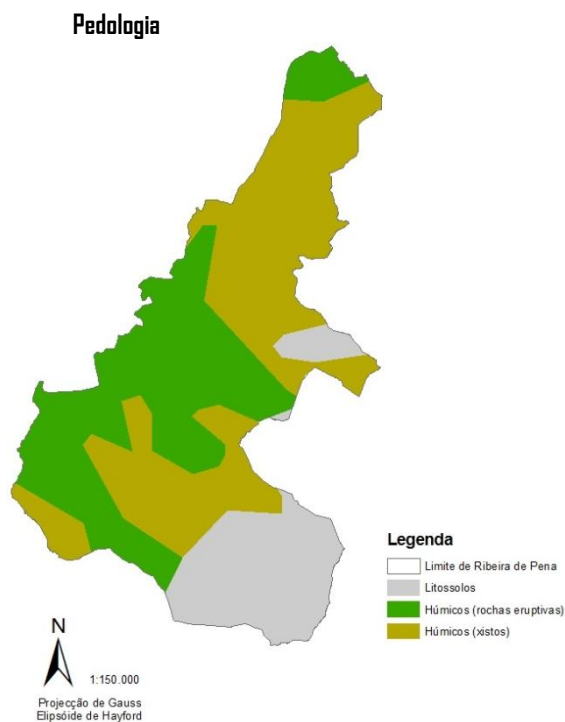 Pedologia
Legenda
Limite de Ribeira de Pena
Litossolos
Húmicos (rochas eruptivas)
Húmicos (xistos)
N
1:150.000
Projecção de Gauss
Elipsóide de Hayford